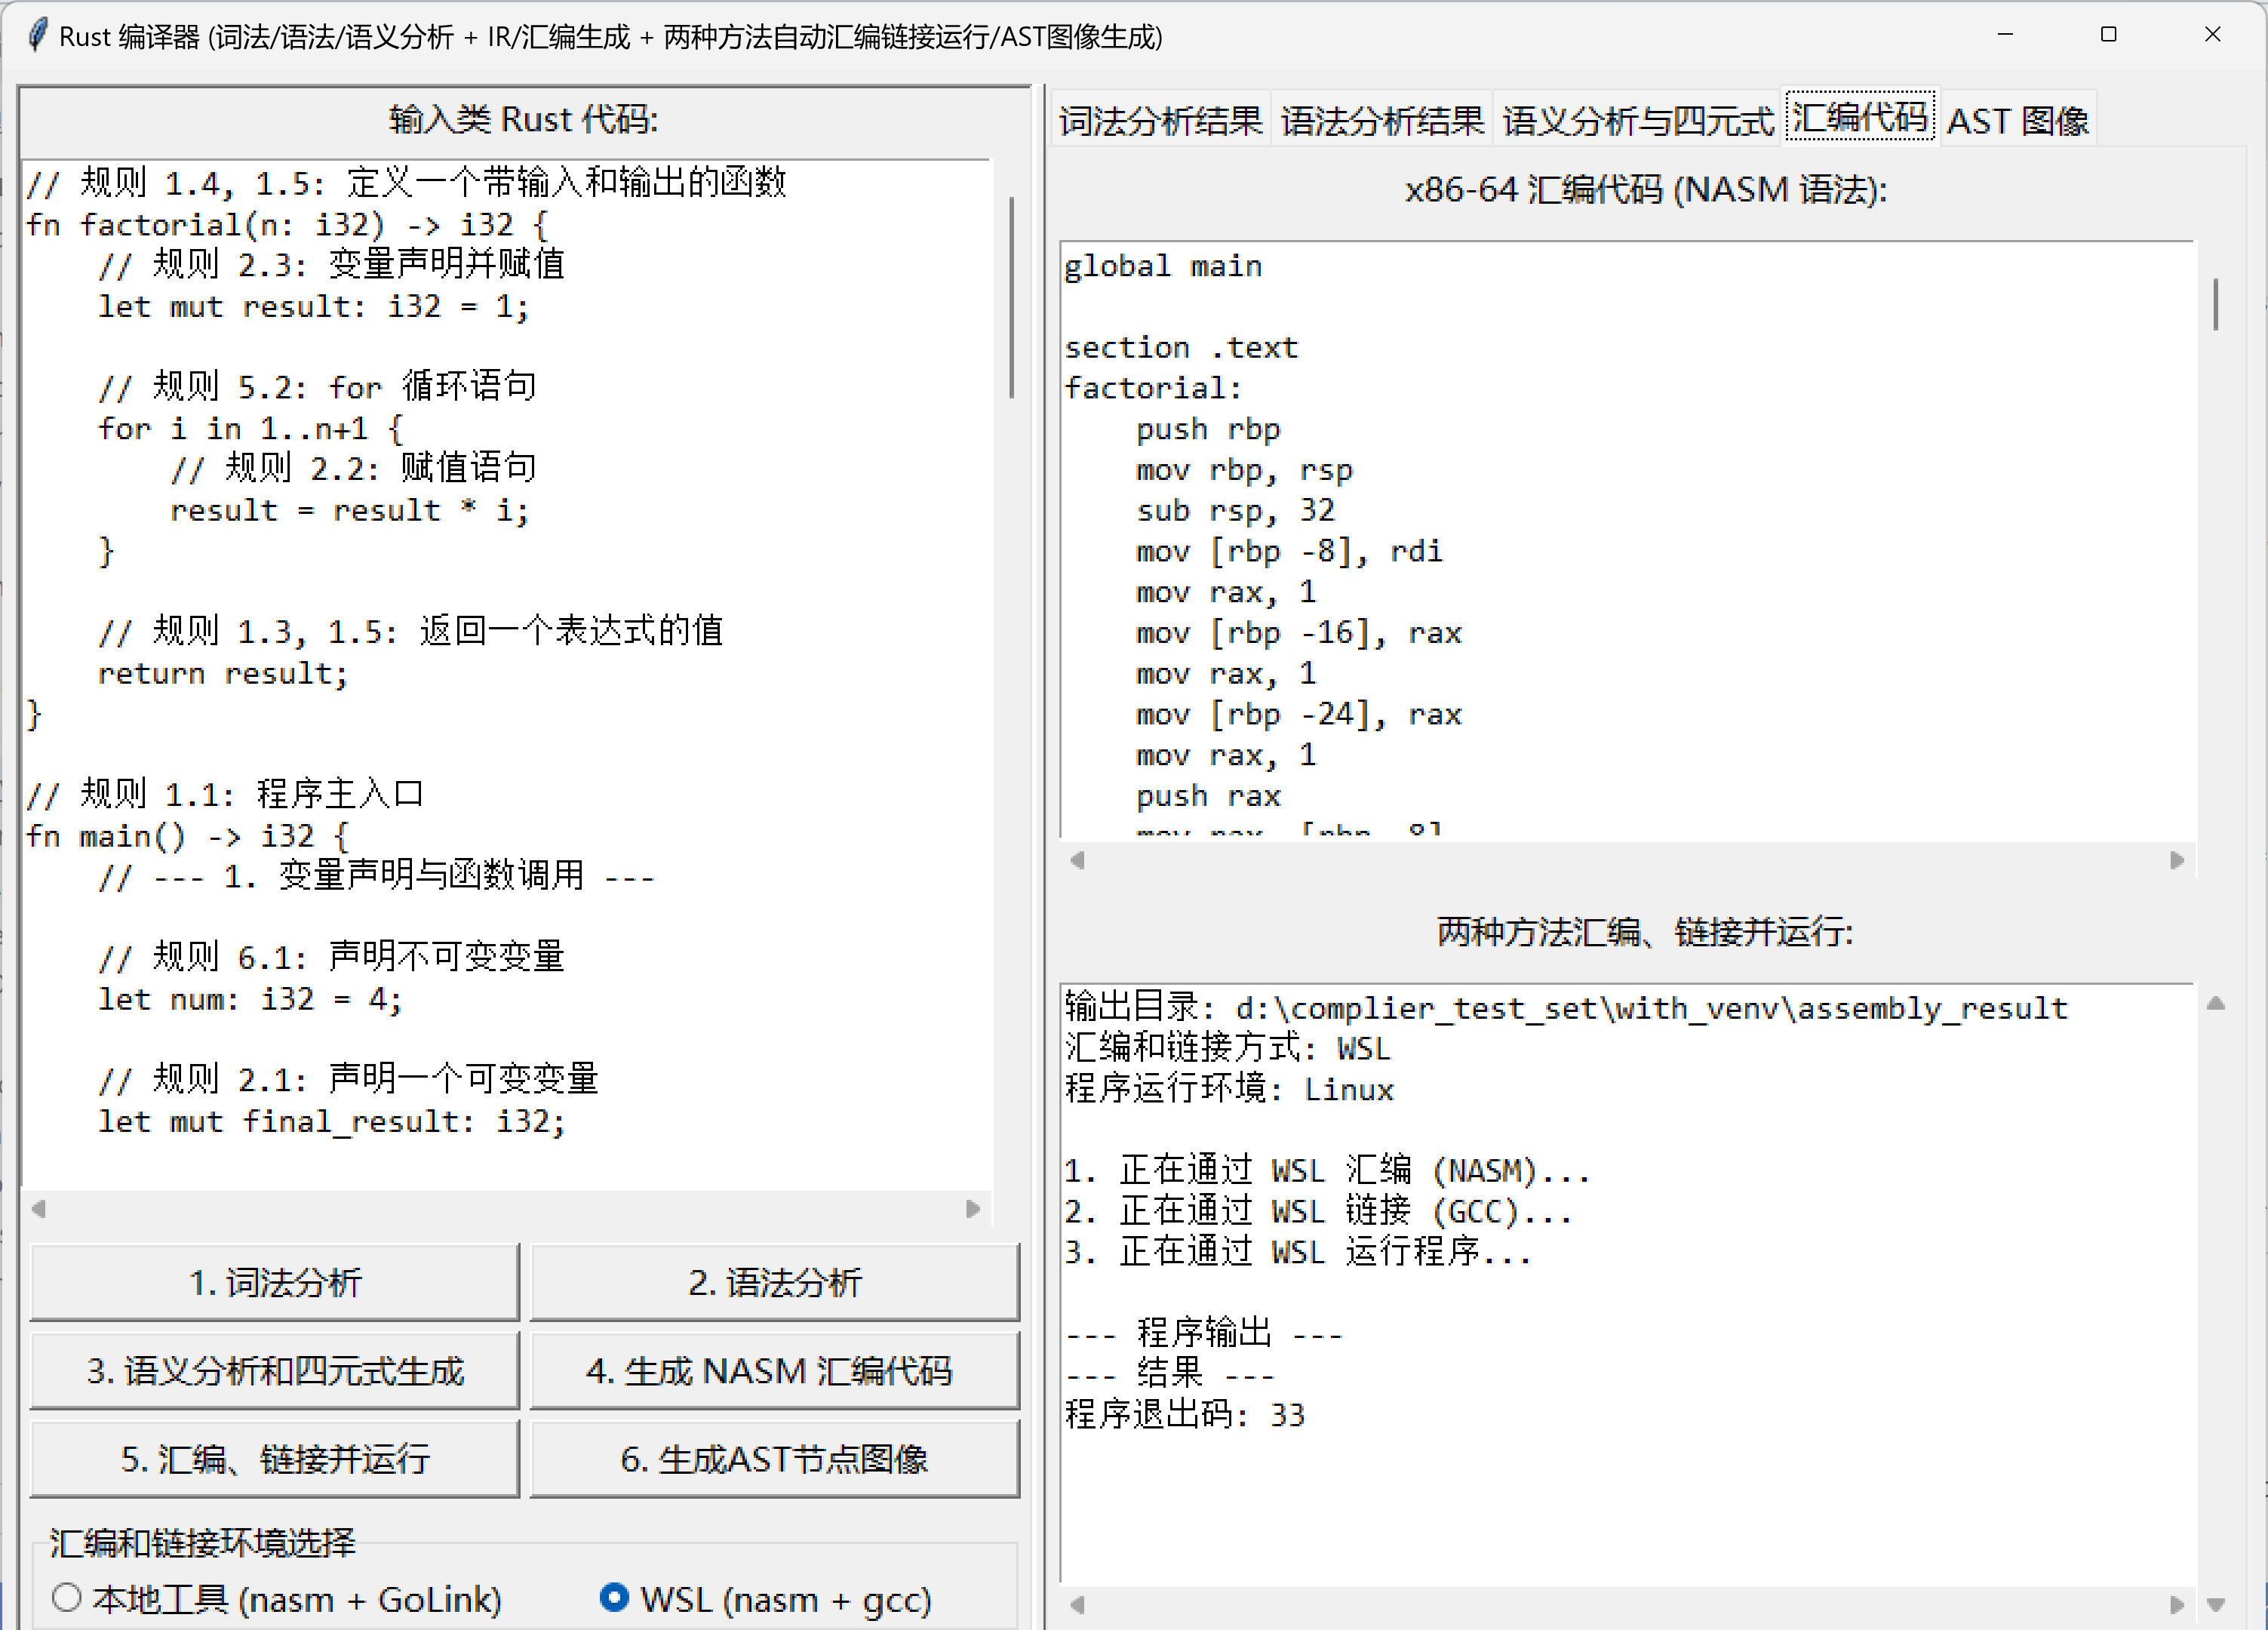 Rust 编译器 (词法/语法/语义分析 + IR/汇编生成 + 两种方法自动汇编链接运行/AST图像生成)
输入类 Rust 代码:
// 规则 1.4, 1.5: 定义一个带输入和输出的函数
fn factorial(n: i32) -> i32 {
    // 规则 2.3: 变量声明并赋值
    let mut result: i32 = 1;
    // 规则 5.2: for 循环语句
    for i in 1..n+1 {
        // 规则 2.2: 赋值语句
        result = result * i;
    }
    // 规则 1.3, 1.5: 返回一个表达式的值
    return result;
}
// 规则 1.1: 程序主入口
fn main() -> i32 {
    // --- 1. 变量声明与函数调用 ---
    // 规则 6.1: 声明不可变变量
    let num: i32 = 4;
    // 规则 2.1: 声明一个可变变量
    let mut final_result: i32;
1. 词法分析
2. 语法分析
3. 语义分析和四元式生成
4. 生成 NASM 汇编代码
5. 汇编、链接并运行
6. 生成AST节点图像
汇编和链接环境选择
本地工具 (nasm + GoLink)
WSL (nasm + gcc)
词法分析结果
语法分析结果
语义分析与四元式
汇编代码
AST 图像
x86-64 汇编代码 (NASM 语法):
global main
section .text
factorial:
    push rbp
    mov rbp, rsp
    sub rsp, 32
    mov [rbp -8], rdi
    mov rax, 1
    mov [rbp -16], rax
    mov rax, 1
    mov [rbp -24], rax
    mov rax, 1
    push rax
    mov rax, [rbp -8]
两种方法汇编、链接并运行:
输出目录: d:\complier_test_set\with_venv\assembly_result
汇编和链接方式: WSL
程序运行环境: Linux
1. 正在通过 WSL 汇编 (NASM)...
2. 正在通过 WSL 链接 (GCC)...
3. 正在通过 WSL 运行程序...
--- 程序输出 ---
--- 结果 ---
程序退出码: 33